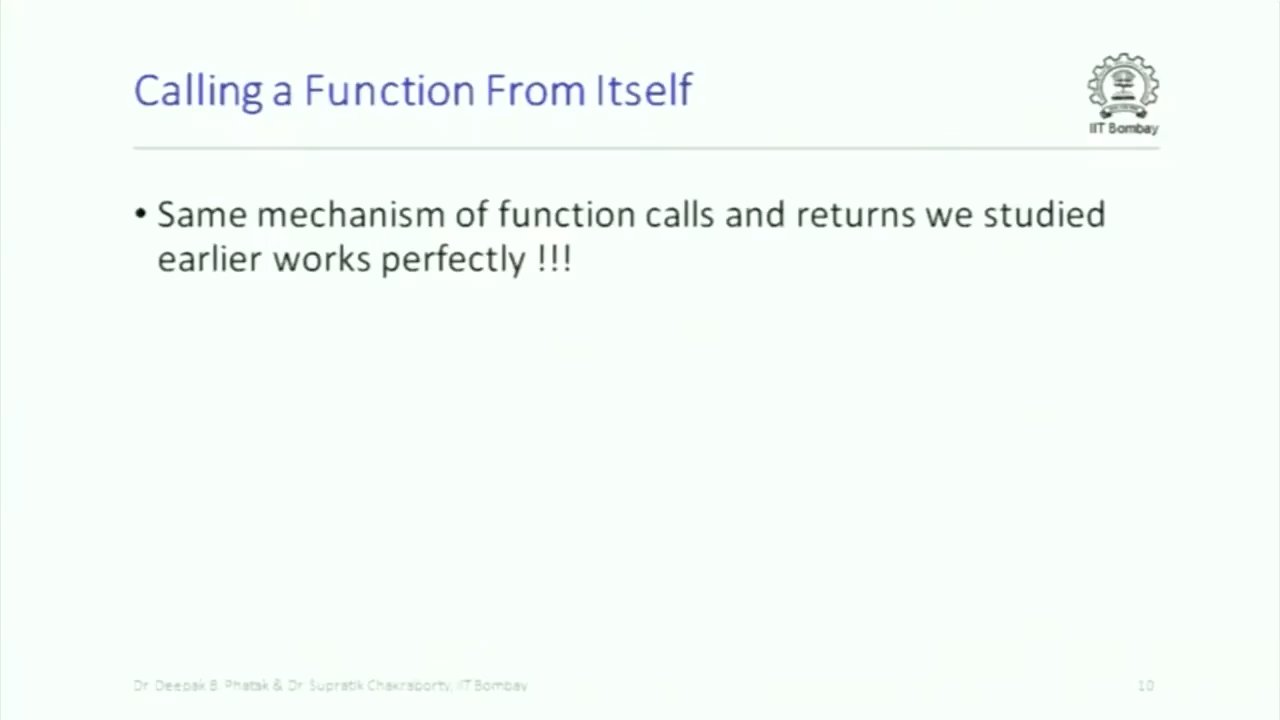 Calling a Function From Itself
IIT Bombay
• Same mechanism of function calls and returns we studied
earlier works perfectly !!!
Dr. Deepak B. Phatak & Dr. Supratik Chakraborty, IIT Bombay
10